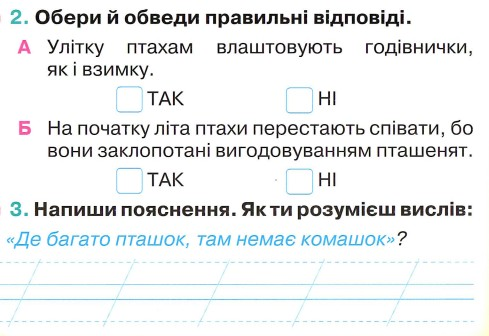 2. Обери й обведи правильні відповіді.
А Улітку птахам влаштовують годівнички,
як і взимку.
ТАК НІ
Б На початку літа птахи перестають співати, бо
вони заклопотані вигодовуванням пташенят.
ТАК НІ
3. Напиши пояснення. Як ти розумієш вислів:
«Де багато пташок, там немає комашок»?